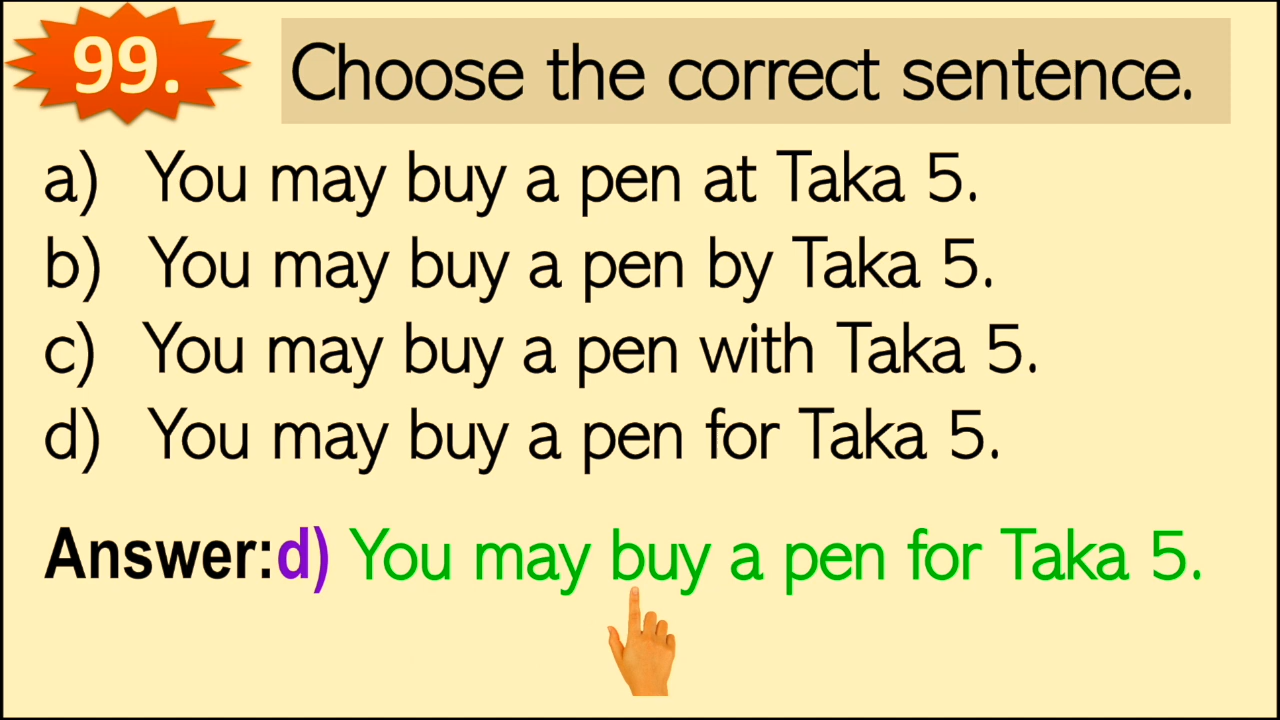 99. Choose the correct sentence.
a) You may buy a pen at Taka 5.
b) You may buy a pen by Taka 5.
c) You may buy a pen with Taka 5.
d) You may buy a pen for Taka 5.
Answer:d) You may buy a pen for Taka 5.